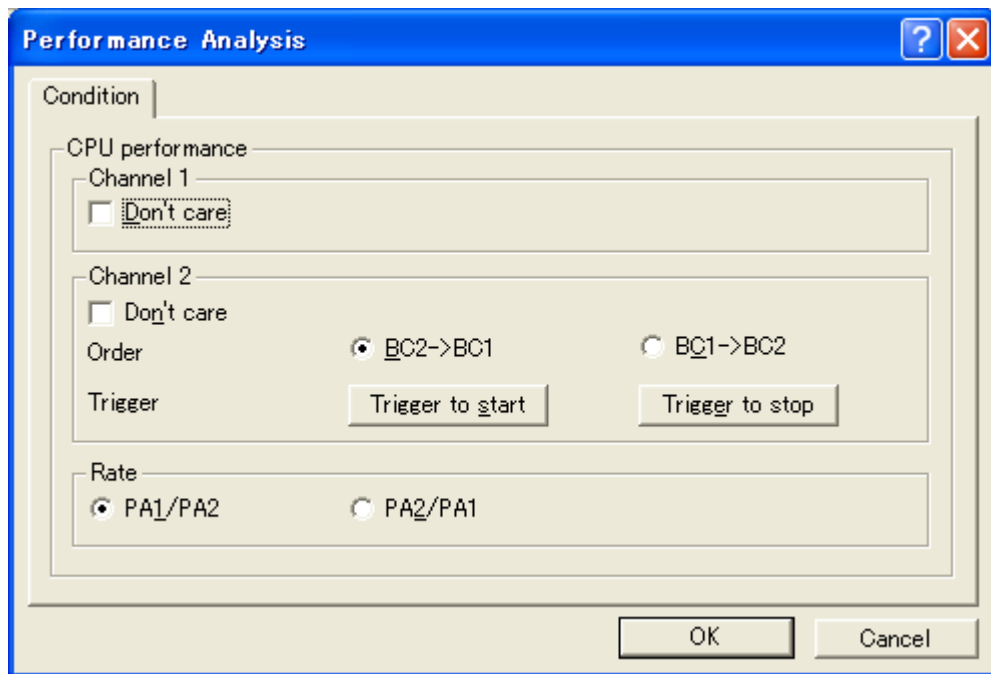 Performance Analysis
Condition
CPU performance
Channel 1
Don't care
Channel 2
Don't care
Order BC2->BC1 BC1->BC2
Trigger Trigger to start Trigger to stop
Rate
PA1/PA2 PA2/PA1
OK Cancel